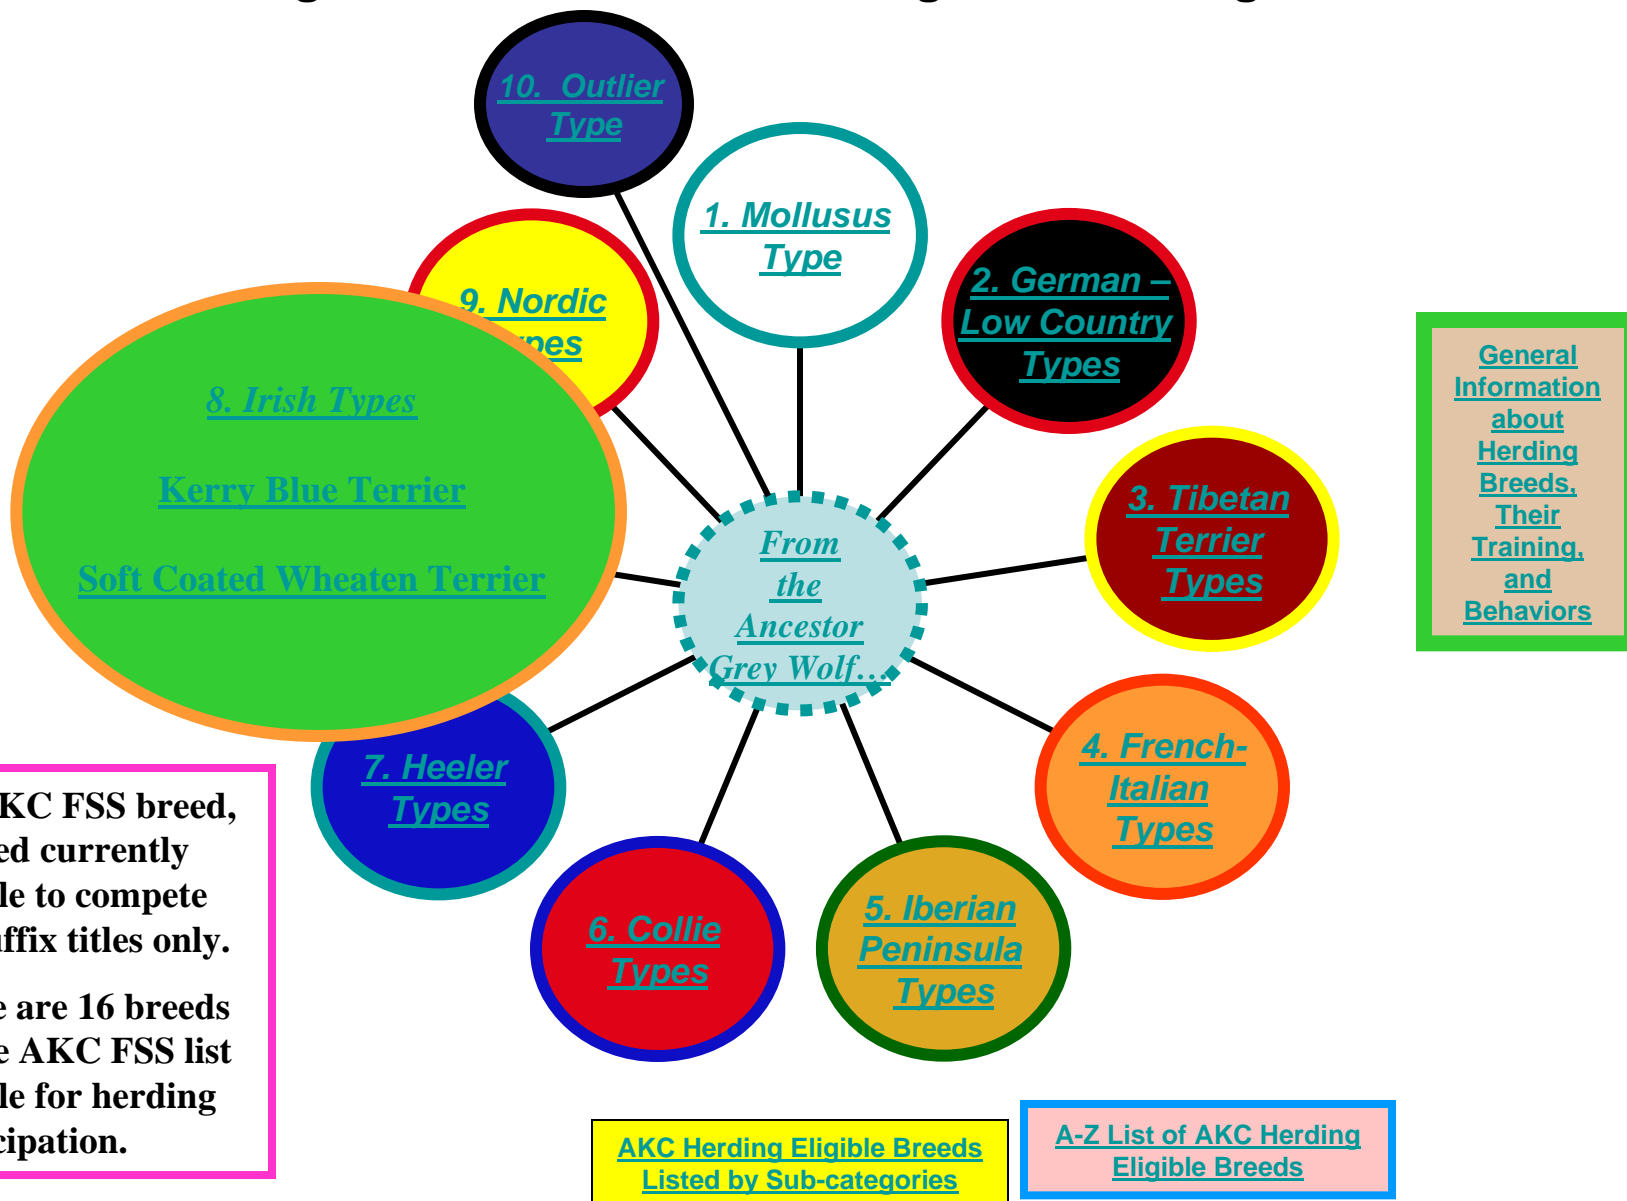 10. Outlier
Type
1. Mollusus
Type
2. German –
Low Country
Types
9. Nordic
pes
8. Irish Types
Kerry Blue Terrier
Soft Coated Wheaten Terrier
3. Tibetan
Terrier
Types
General
Information
about
Herding
Breeds,
Their
Training,
and
Behaviors
From
the
Ancestor
Grey Wolf…
4. French-
Italian
Types
7. Heeler
Types
5. Iberian
Peninsula
Types
6. Collie
Types
KC FSS breed,
ed currently
le to compete
uffix titles only.
e are 16 breeds
e AKC FSS list
le for herding
cipation.
AKC Herding Eligible Breeds
Listed by Sub-categories
A-Z List of AKC Herding
Eligible Breeds